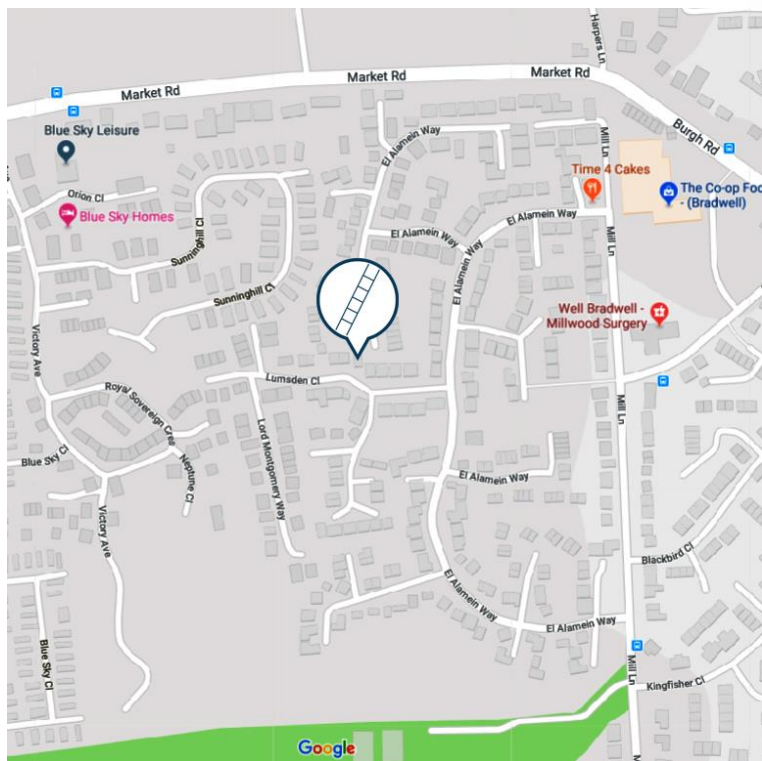 Harpers Ln
Market Rd
Market Rd
Market Rd
Burgh Rd
Blue Sky Leisure
El Alamein Way
Mill Ln
Time 4 Cakes
The Co-op Foo
- (Bradwell)
Orion Cl
Blue Sky Homes
Sunninghill Cl
El Alamein Way
El Alamein Way
El Alamein Way
Mill Ln
Sunninghill Cl
Well Bradwell -
Millwood Surgery
Victory Ave
Lumsden Cl
Royal Sovereign Cres
Mill Ln
Lord Montgomery Way
Blue Sky Cl
Neptune Cl
El Alamein Way
Victory Ave
Blackbird Cl
El Alamein Way
El Alamein Way
Blue Sky Cl
Mill Ln
Kingfisher Cl
Google